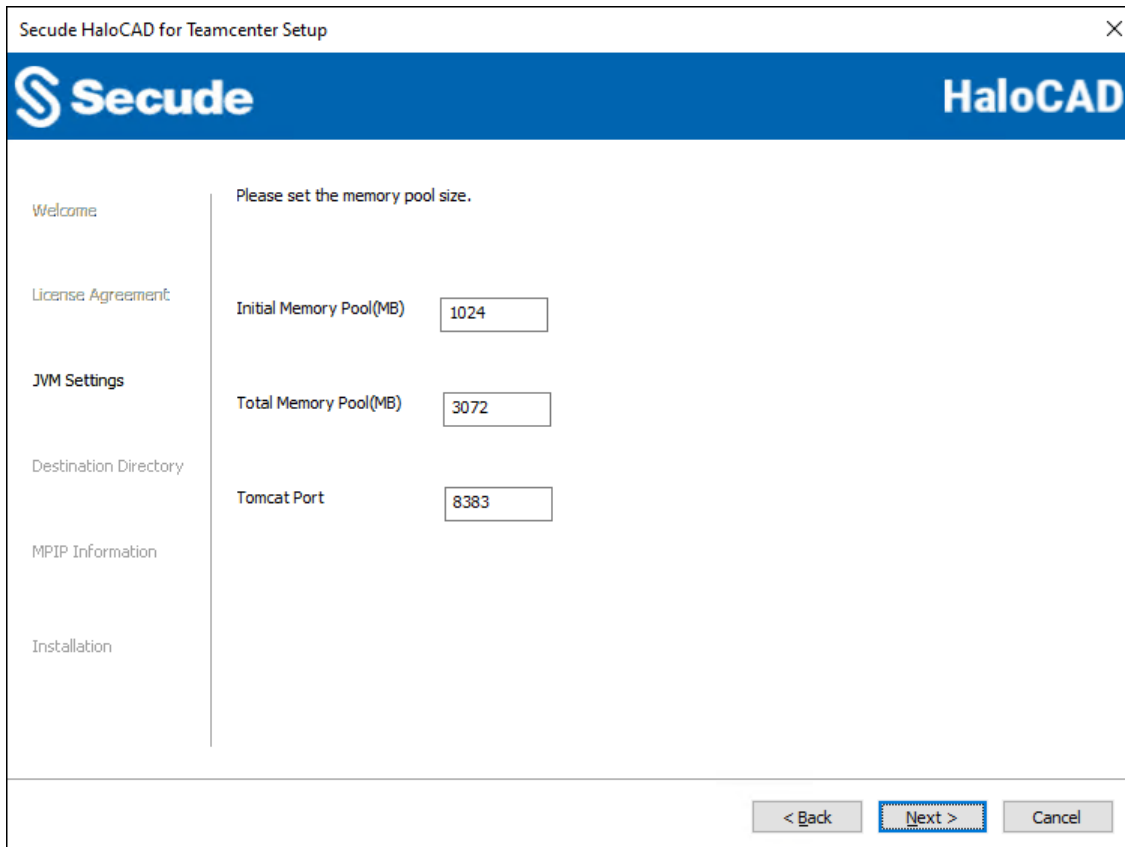 Secude HaloCAD for Teamcenter Setup
Secude
HaloCAD
Welcome
License Agreement
JVM Settings
Destination Directory
MPIP Information
Installation
Please set the memory pool size.
Initial Memory Pool(MB) 1024
Total Memory Pool(MB) 3072
Tomcat Port 8383
< Back
Next >
Cancel